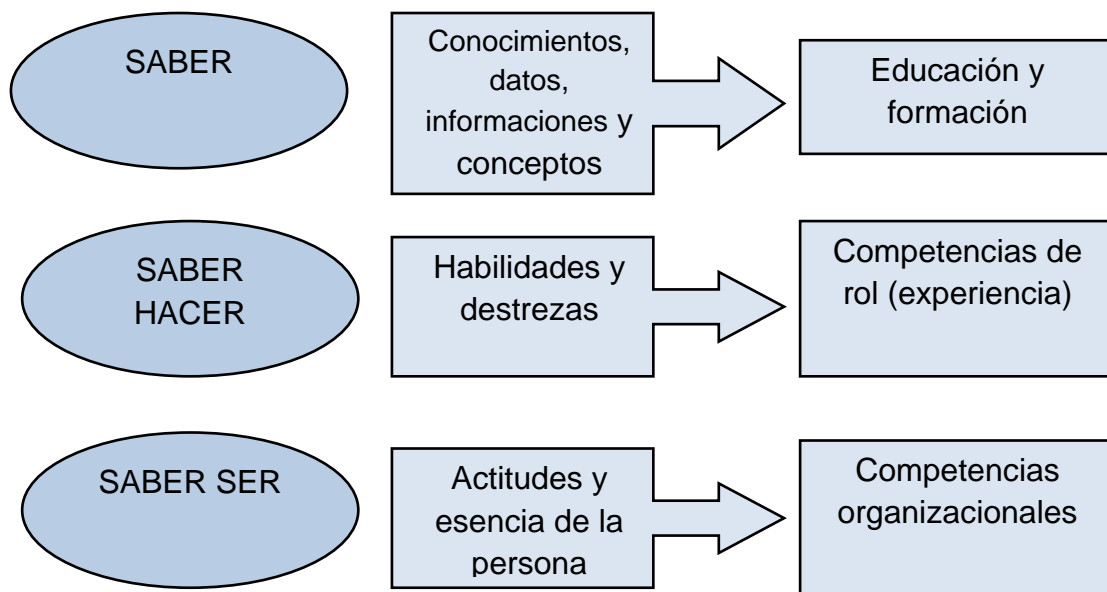 SABER
Conocimientos,
datos,
informaciones y
conceptos
Educación y
formación
SABER
HACER
Habilidades y
destrezas
Competencias de
rol (experiencia)
SABER SER
Actitudes y
esencia de la
persona
Competencias
organizacionales